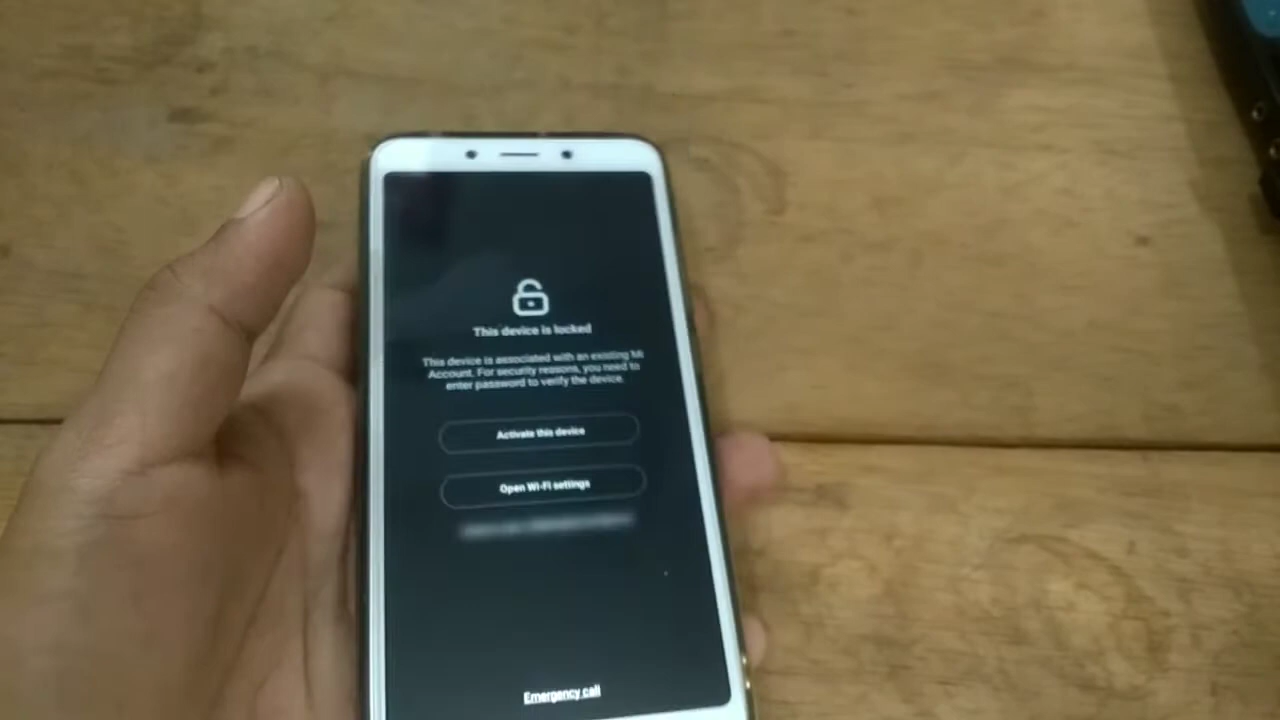 This device is locked
This device is associated with an existing Mi
Account. For security reasons, you need to
enter password to verify the device.
Activate this device
Open Wi-Fi settings
Emergency call